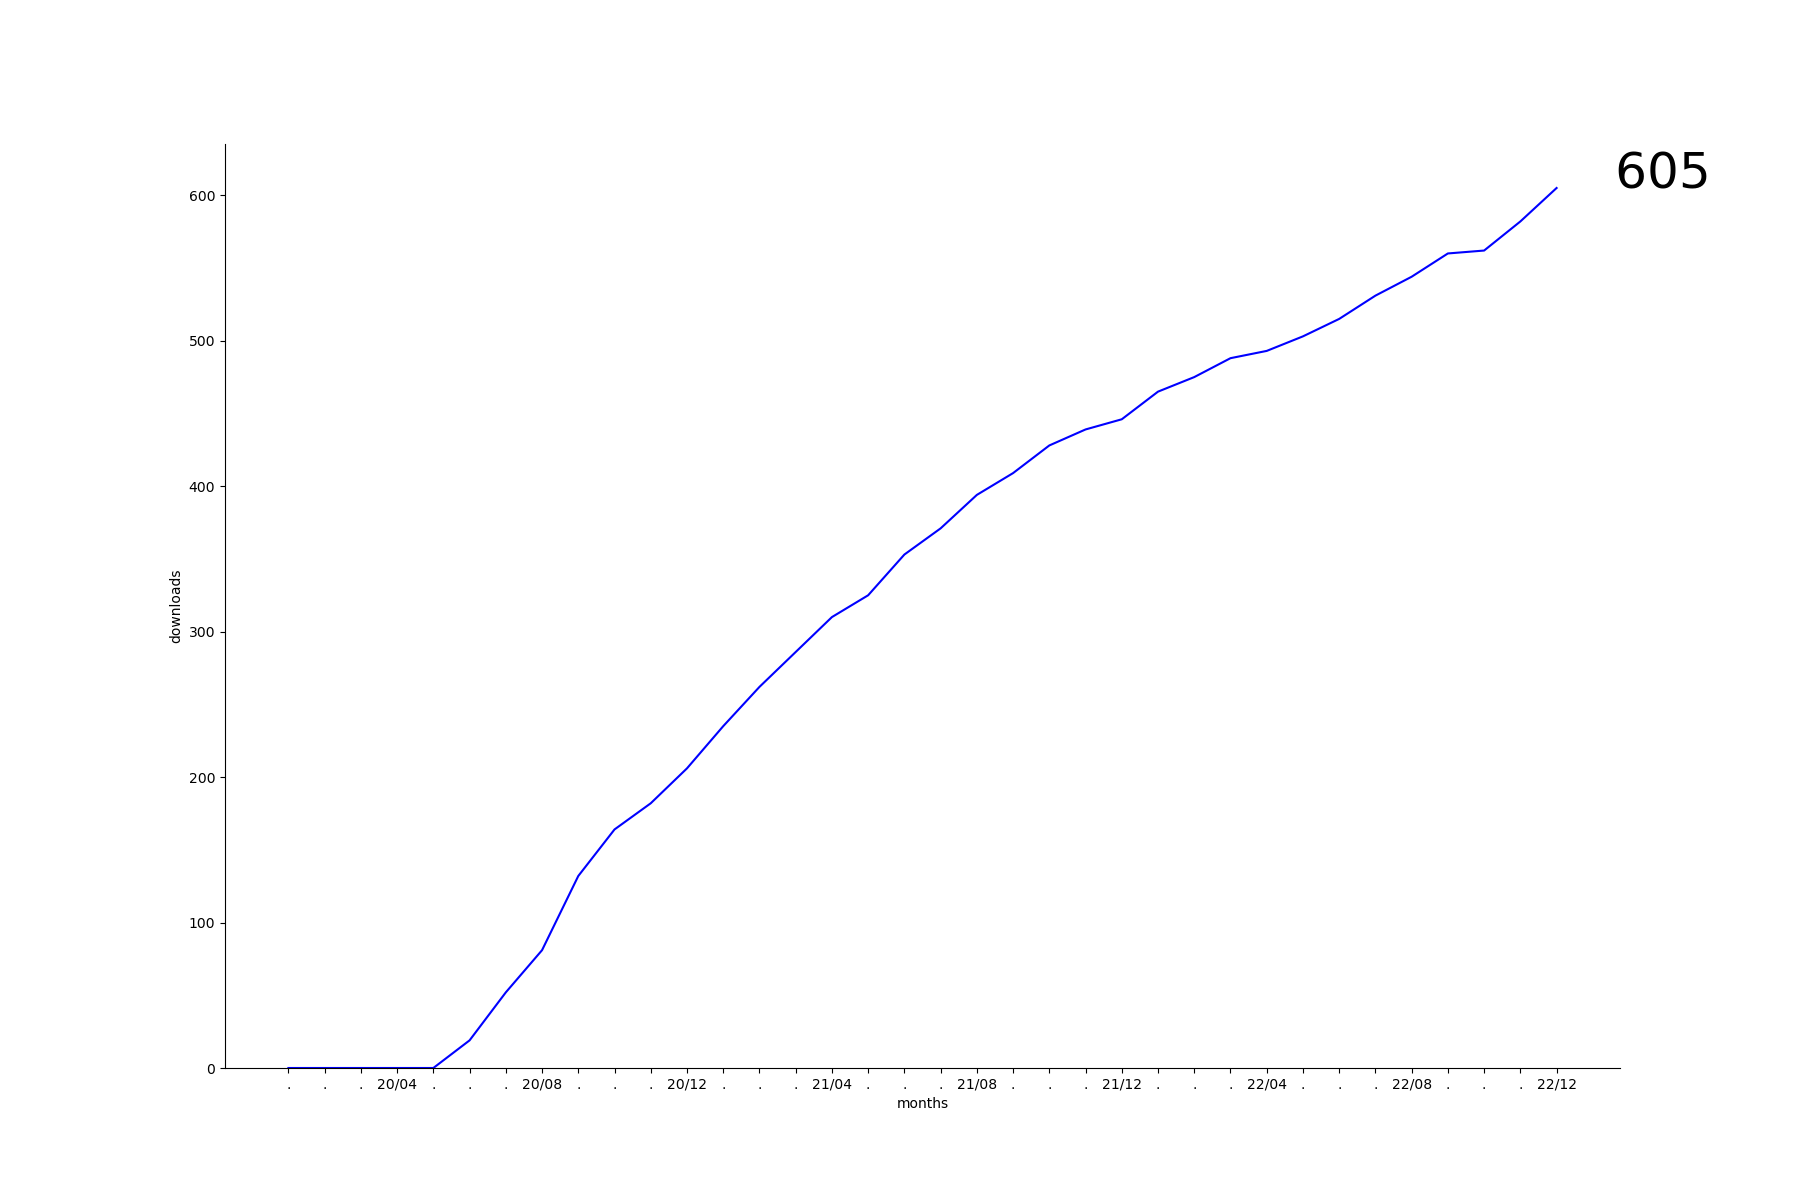 605
600
500
400
300
200
100
0
downloads
. . . 20/04 . . . 20/08 . . . 20/12 . . . 21/04 . . . 21/08 . . . 21/12 . . . 22/04 . . . 22/08 . . . 22/12
months